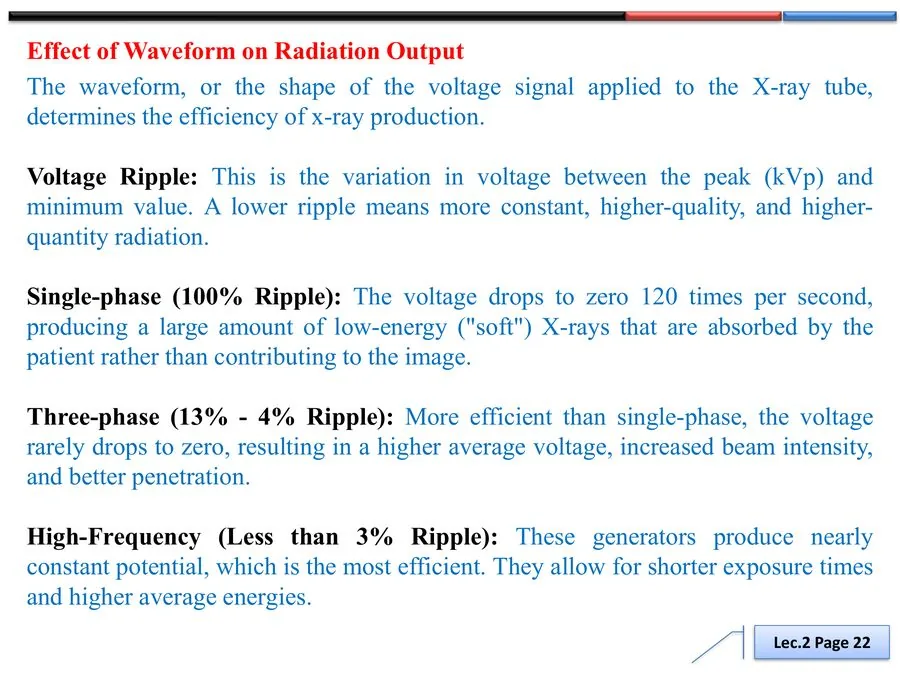 Effect of Waveform on Radiation Output
The waveform, or the shape of the voltage signal applied to the X-ray tube,
determines the efficiency of x-ray production.
Voltage Ripple: This is the variation in voltage between the peak (kVp) and
minimum value. A lower ripple means more constant, higher-quality, and higher-
quantity radiation.
Single-phase (100% Ripple): The voltage drops to zero 120 times per second,
producing a large amount of low-energy ("soft") X-rays that are absorbed by the
patient rather than contributing to the image.
Three-phase (13% - 4% Ripple): More efficient than single-phase, the voltage
rarely drops to zero, resulting in a higher average voltage, increased beam intensity,
and better penetration.
High-Frequency (Less than 3% Ripple): These generators produce nearly
constant potential, which is the most efficient. They allow for shorter exposure times
and higher average energies.
Lec.2 Page 22